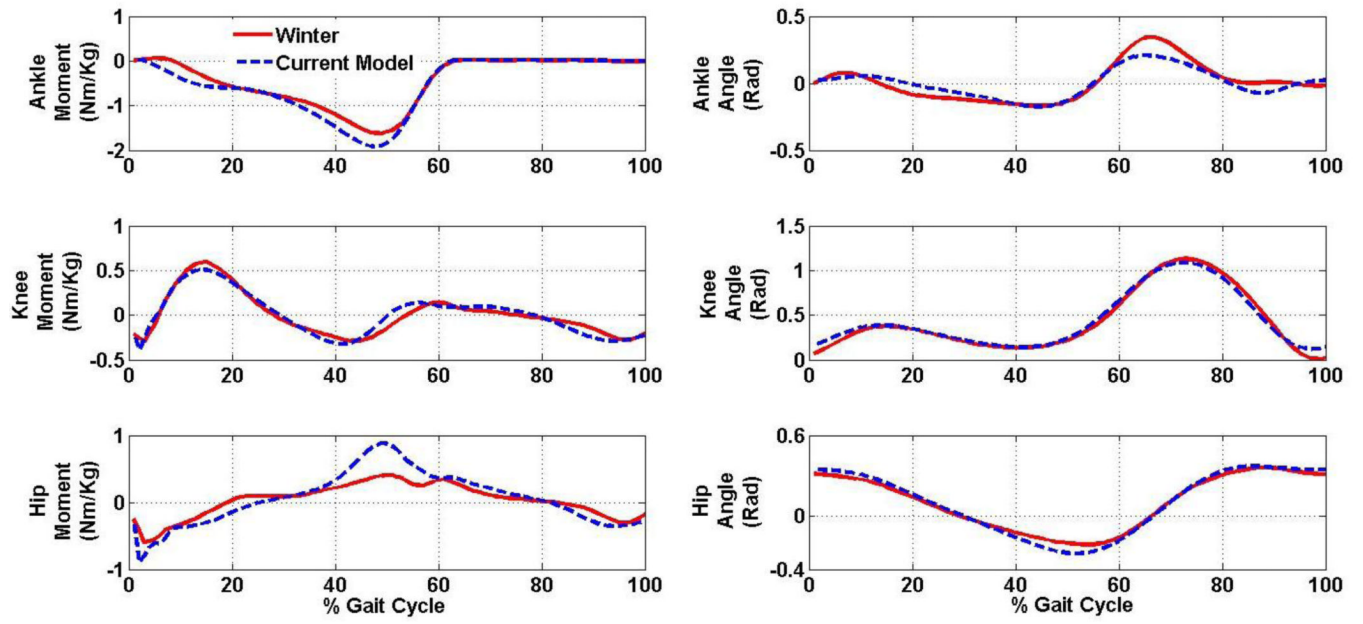 Ankle
Moment
(Nm/Kg)
1
0
-1
-2
Winter
Current Model
0 20 40 60 80 100
Ankle
Angle
(Rad)
0.5
0
-0.5
0 20 40 60 80 100
Knee
Moment
(Nm/Kg)
1
0.5
0
-0.5
0 20 40 60 80 100
Knee
Angle
(Rad)
1.5
1
0.5
0
0 20 40 60 80 100
Hip
Moment
(Nm/Kg)
1
0
-1
0 20 40 60 80 100
% Gait Cycle
Hip
Angle
(Rad)
0.6
0
-0.4
0 20 40 60 80 100
% Gait Cycle